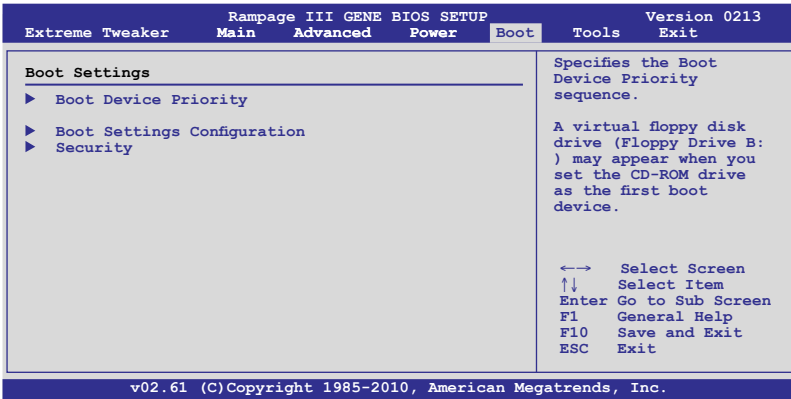 Rampage III GENE BIOS SETUP Version 0213
Extreme Tweaker Main Advanced Power Boot Tools Exit
Boot Settings
▶ Boot Device Priority
▶ Boot Settings Configuration
▶ Security
Specifies the Boot
Device Priority
sequence.
A virtual floppy disk
drive (Floppy Drive B:
) may appear when you
set the CD-ROM drive
as the first boot
device.
←→ Select Screen
↑↓ Select Item
Enter Go to Sub Screen
F1 General Help
F10 Save and Exit
ESC Exit
v02.61 (C)Copyright 1985-2010, American Megatrends, Inc.